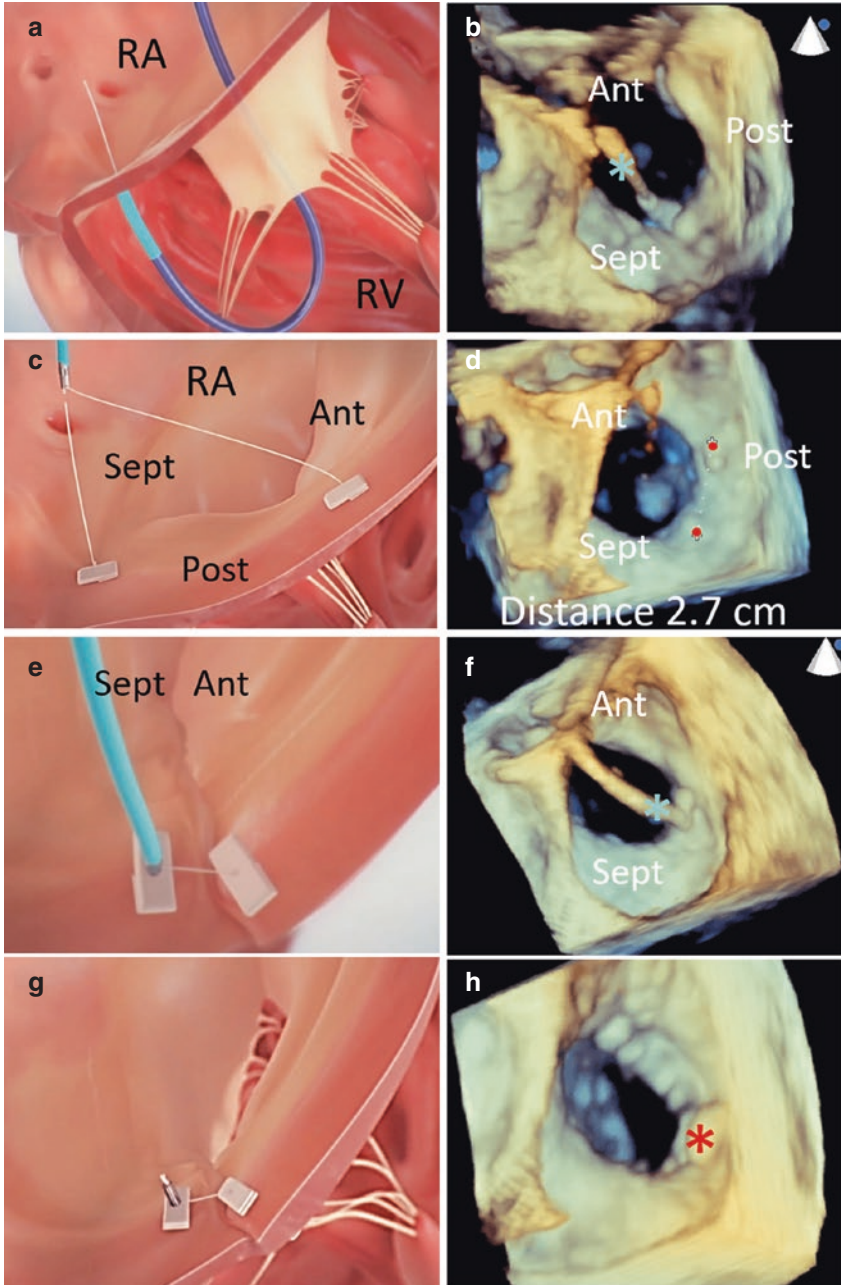 a
RA
RV
b
Ant
Post
*
Sept
c
RA
Ant
Sept
Post
d
Ant
Post
Sept
Distance 2.7 cm
e
Sept Ant
f
Ant
*
Sept
g
h
*